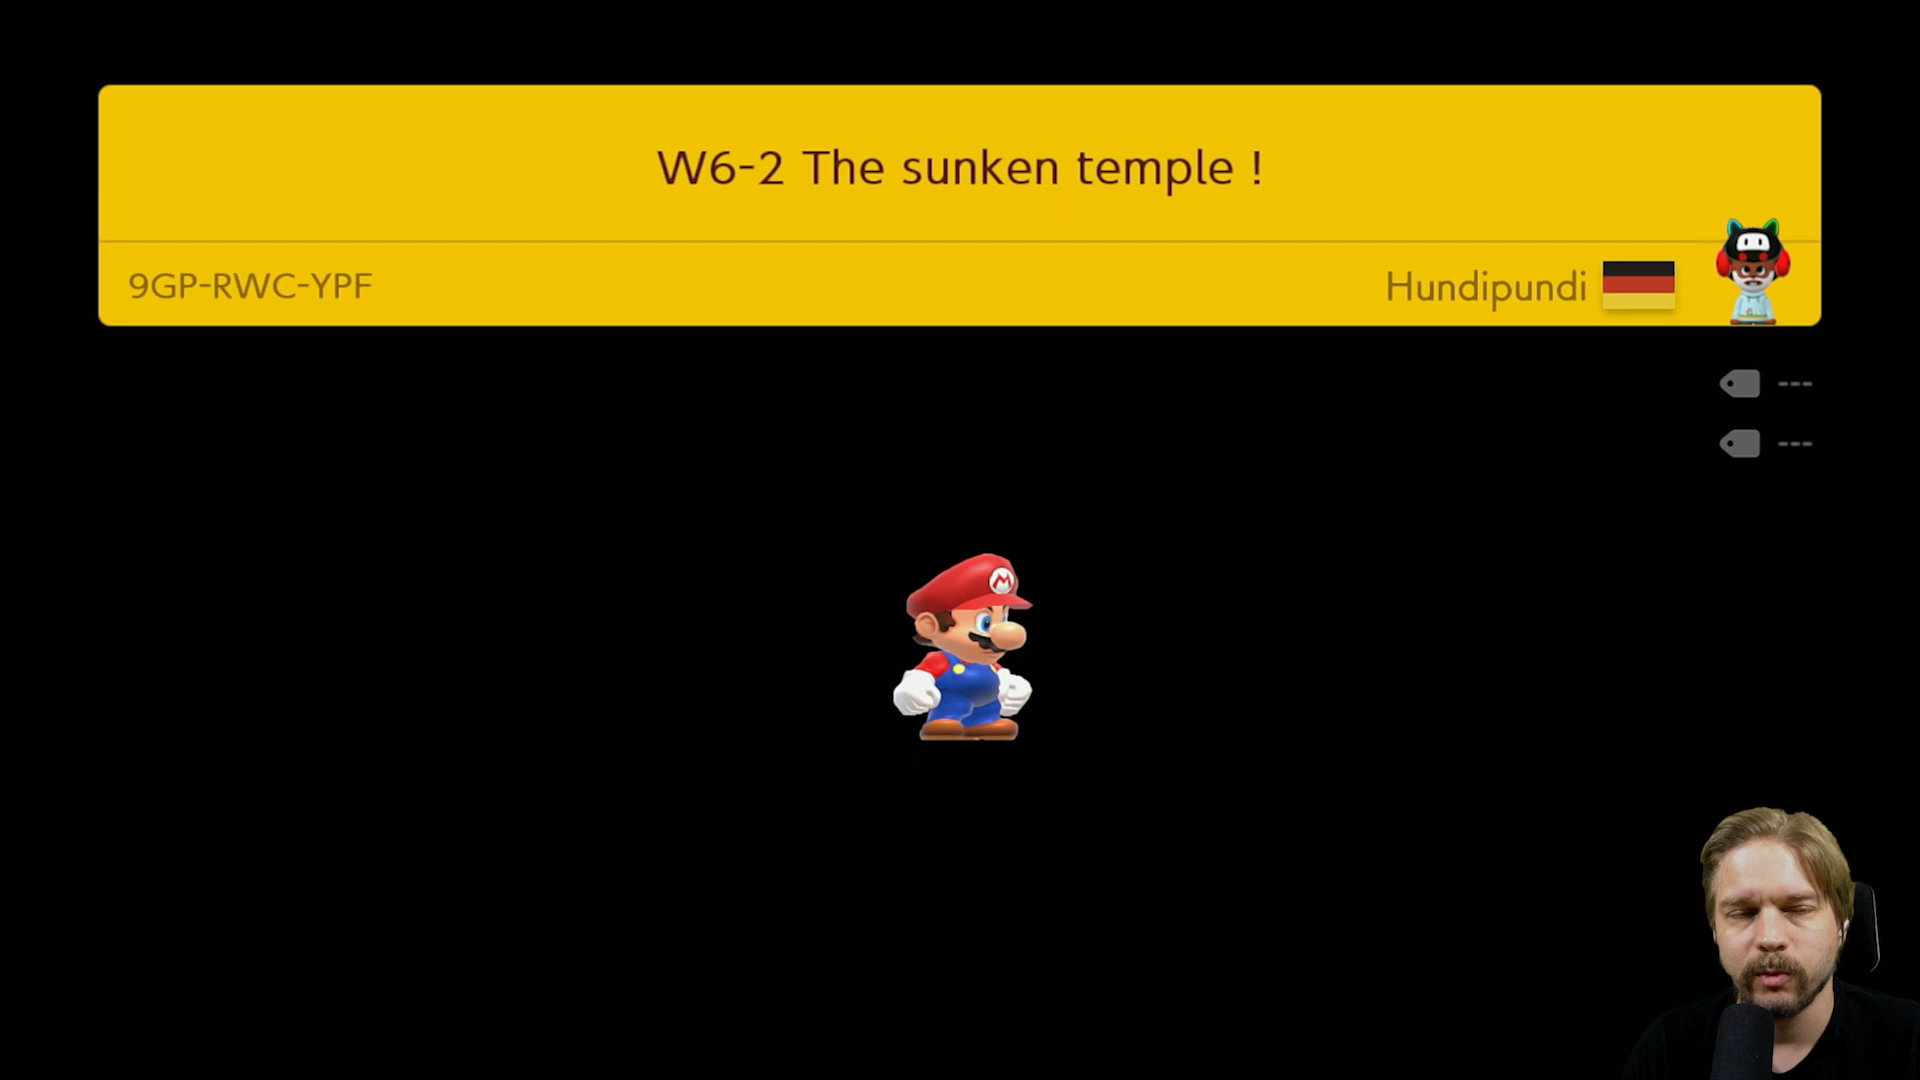 W6-2 The sunken temple !
9GP-RWC-YPF
Hundipundi
---
---
M